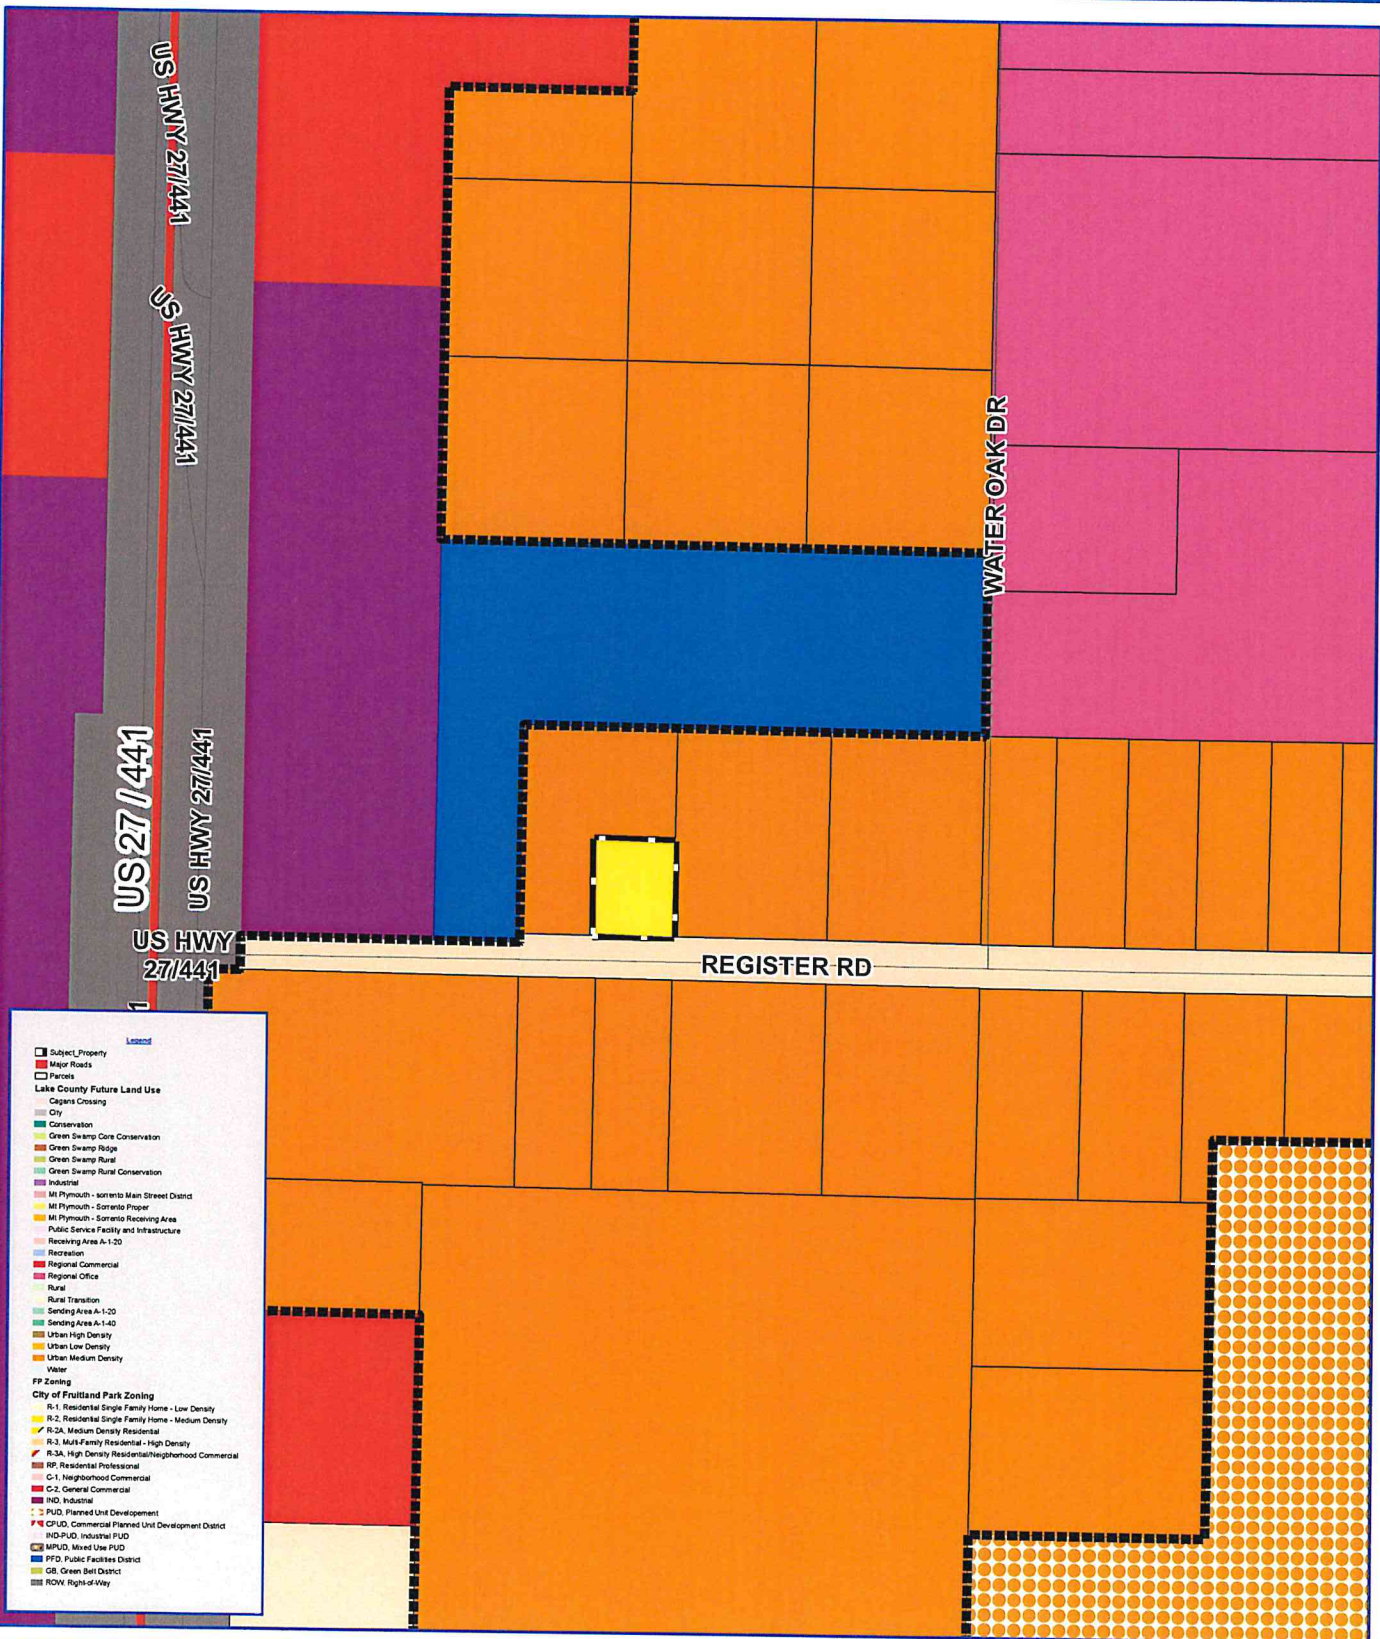 US HWY 27/441
US HWY 27/441
WATER OAK DR
US 27 / 441
US HWY 27/441
US HWY
27/441
REGISTER RD
1
Legend
Subject_Property
Major Roads
Parcels
Lake County Future Land Use
Cagans Crossing
City
Conservation
Green Swamp Core Conservation
Green Swamp Ridge
Green Swamp Rural
Green Swamp Rural Conservation
Industrial
Mt Plymouth - sorrento Main Streeet District
Mt Plymouth - Sorrento Proper
Mt Plymouth - Sorrento Receiving Area
Public Service Facility and Infrastructure
Receiving Area A-1-20
Recreation
Regional Commercial
Regional Office
Rural
Rural Transition
Sending Area A-1-20
Sending Area A-1-40
Urban High Density
Urban Low Density
Urban Medium Density
Water
FP Zoning
City of Fruitland Park Zoning
R-1, Residential Single Family Home - Low Density
R-2, Residential Single Family Home - Medium Density
R-2A, Medium Density Residential
R-3, Multi-Family Residential - High Density
R-3A, High Density Residential/Neigbhorhood Commercial
RP, Residential Professional
C-1, Neighborhood Commercial
C-2, General Commercial
IND, Industrial
PUD, Planned Unit Developement
CPUD, Commercial Planned Unit Development District
IND-PUD, Industrial PUD
MPUD, Mixed Use PUD
PFD, Public Facilities District
GB, Green Belt District
ROW, Right-of-Way